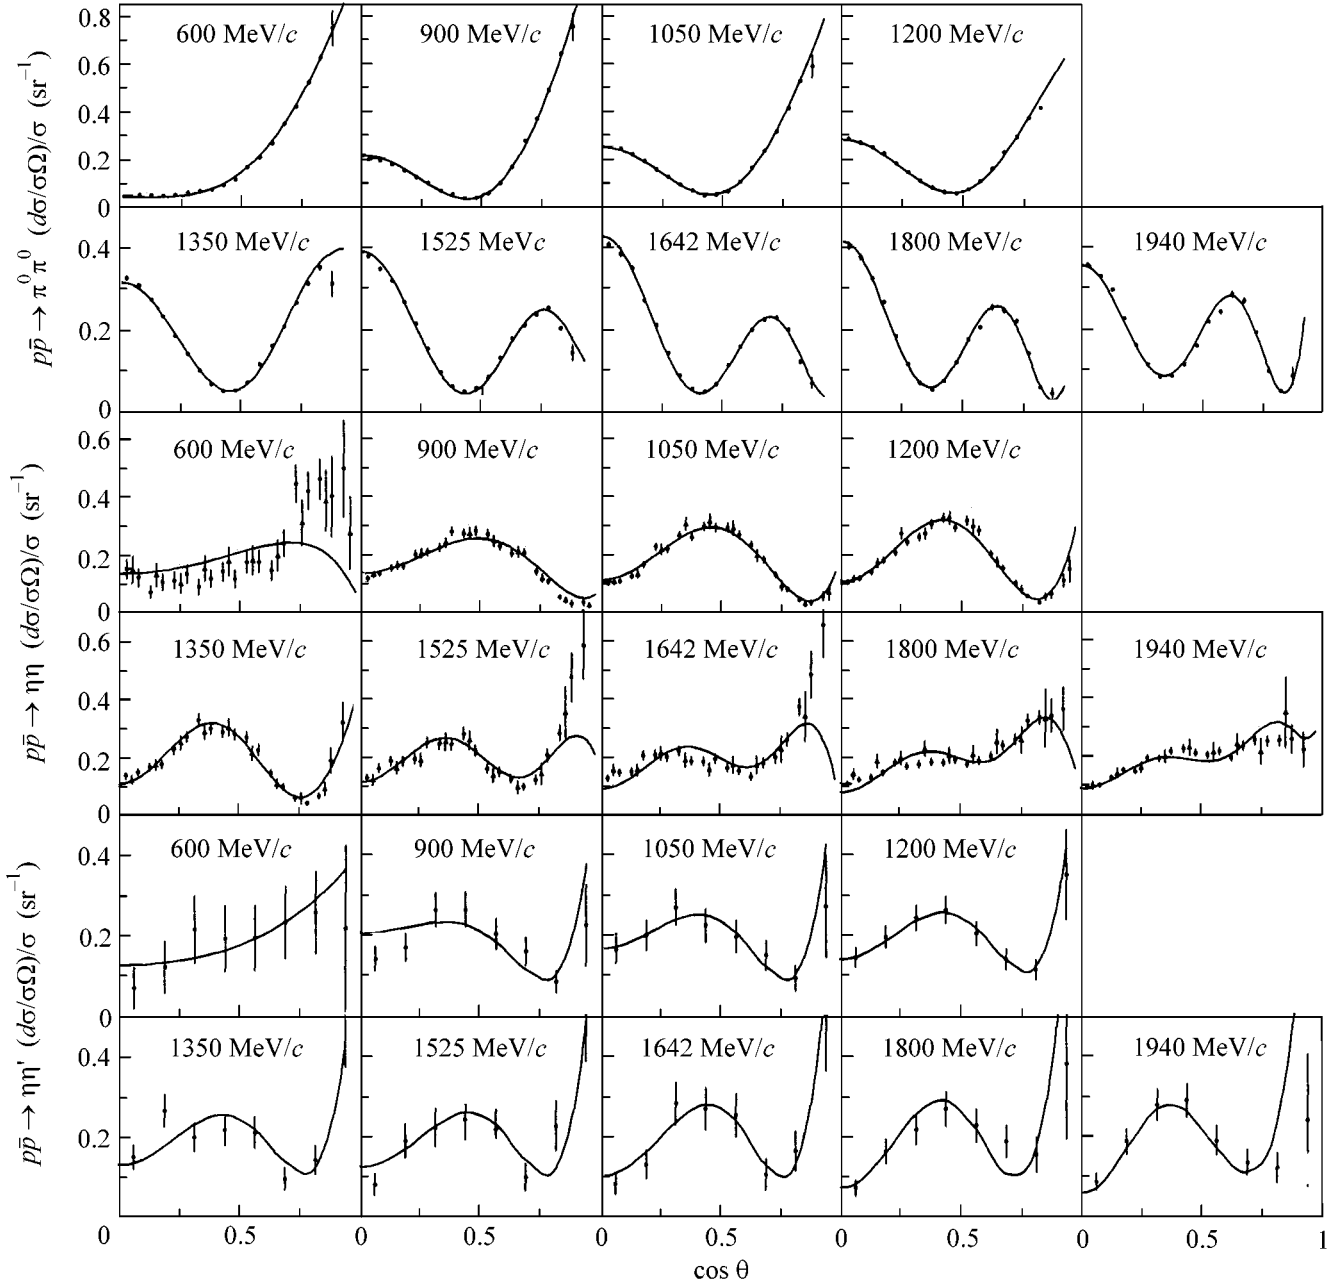 pp̄ → π⁰π⁰ (dσ/σΩ)/σ (sr⁻¹)
0.8
0.6
0.4
0.2
0
600 MeV/c
900 MeV/c
1050 MeV/c
1200 MeV/c
0.4
0.2
0
1350 MeV/c
1525 MeV/c
1642 MeV/c
1800 MeV/c
1940 MeV/c
pp̄ → ηη (dσ/σΩ)/σ (sr⁻¹)
0.6
0.4
0.2
0
600 MeV/c
900 MeV/c
1050 MeV/c
1200 MeV/c
0.6
0.4
0.2
0
1350 MeV/c
1525 MeV/c
1642 MeV/c
1800 MeV/c
1940 MeV/c
pp̄ → ηη' (dσ/σΩ)/σ (sr⁻¹)
0.4
0.2
0
600 MeV/c
900 MeV/c
1050 MeV/c
1200 MeV/c
0.4
0.2
1350 MeV/c
1525 MeV/c
1642 MeV/c
1800 MeV/c
1940 MeV/c
0 0.5 0 0.5 0 0.5 0 0.5 0 0.5 1
cos θ